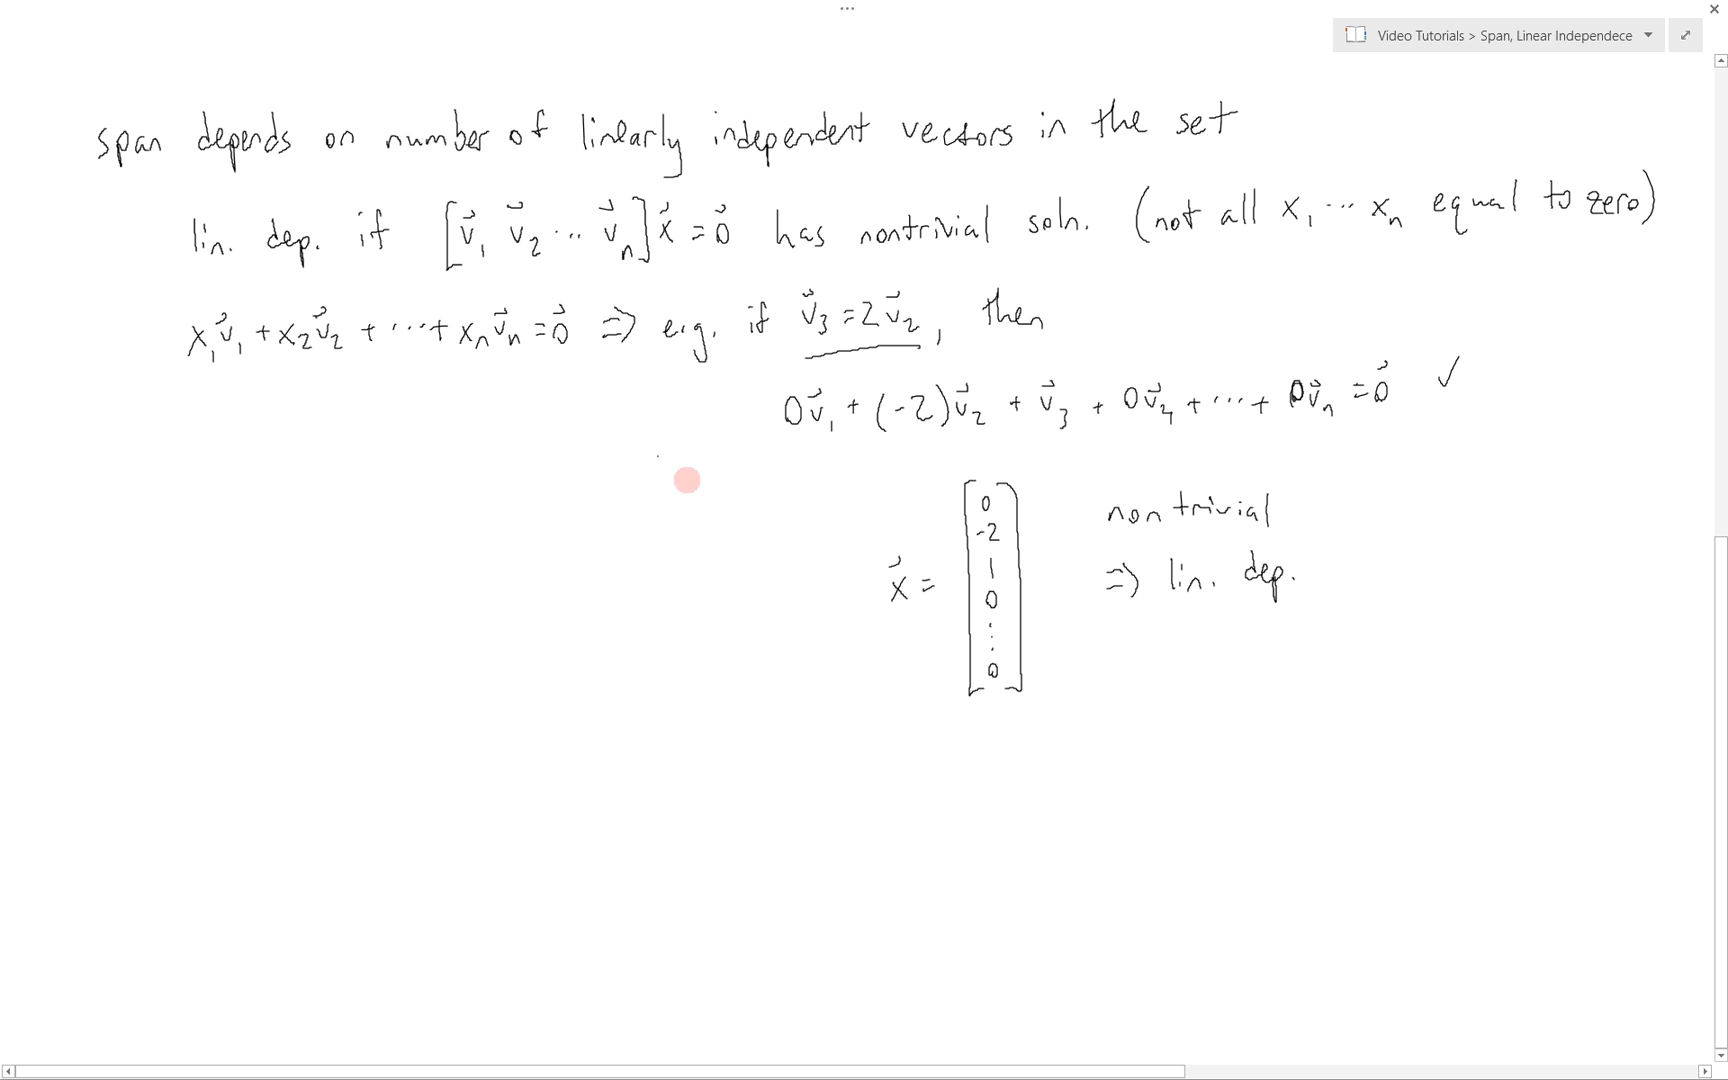 Video Tutorials > Span, Linear Independece
span depends on number of linearly independent vectors in the set
lin. dep. if [v⃗₁ v⃗₂ ... v⃗ₙ] x⃗ = 0⃗ has nontrivial soln. (not all x₁ ... xₙ equal to zero)
x₁v⃗₁ + x₂v⃗₂ + ... + xₙv⃗ₙ = 0⃗ ⇒ e.g. if v⃗₃ = 2v⃗₂, then
0v⃗₁ + (-2)v⃗₂ + v⃗₃ + 0v⃗₄ + ... + 0v⃗ₙ = 0⃗ ✓
x⃗ = [0 -2 1 0 ⋮ 0]
nontrivial
⇒ lin. dep.